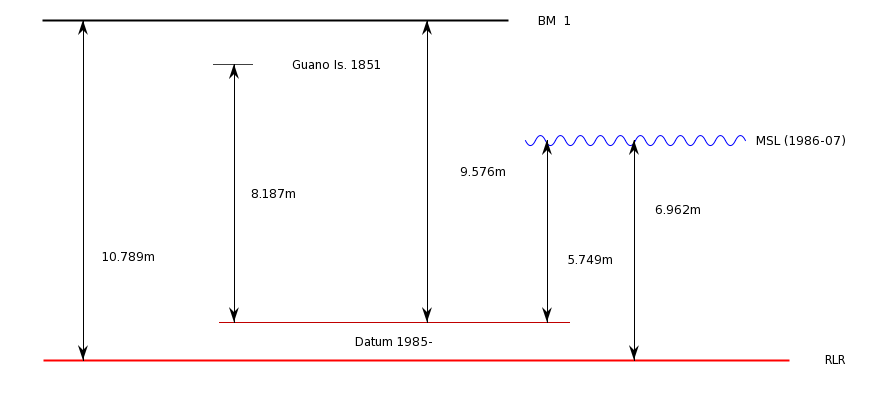 BM 1
Guano Is. 1851
MSL (1986-07)
9.576m
8.187m
6.962m
10.789m
5.749m
Datum 1985-
RLR